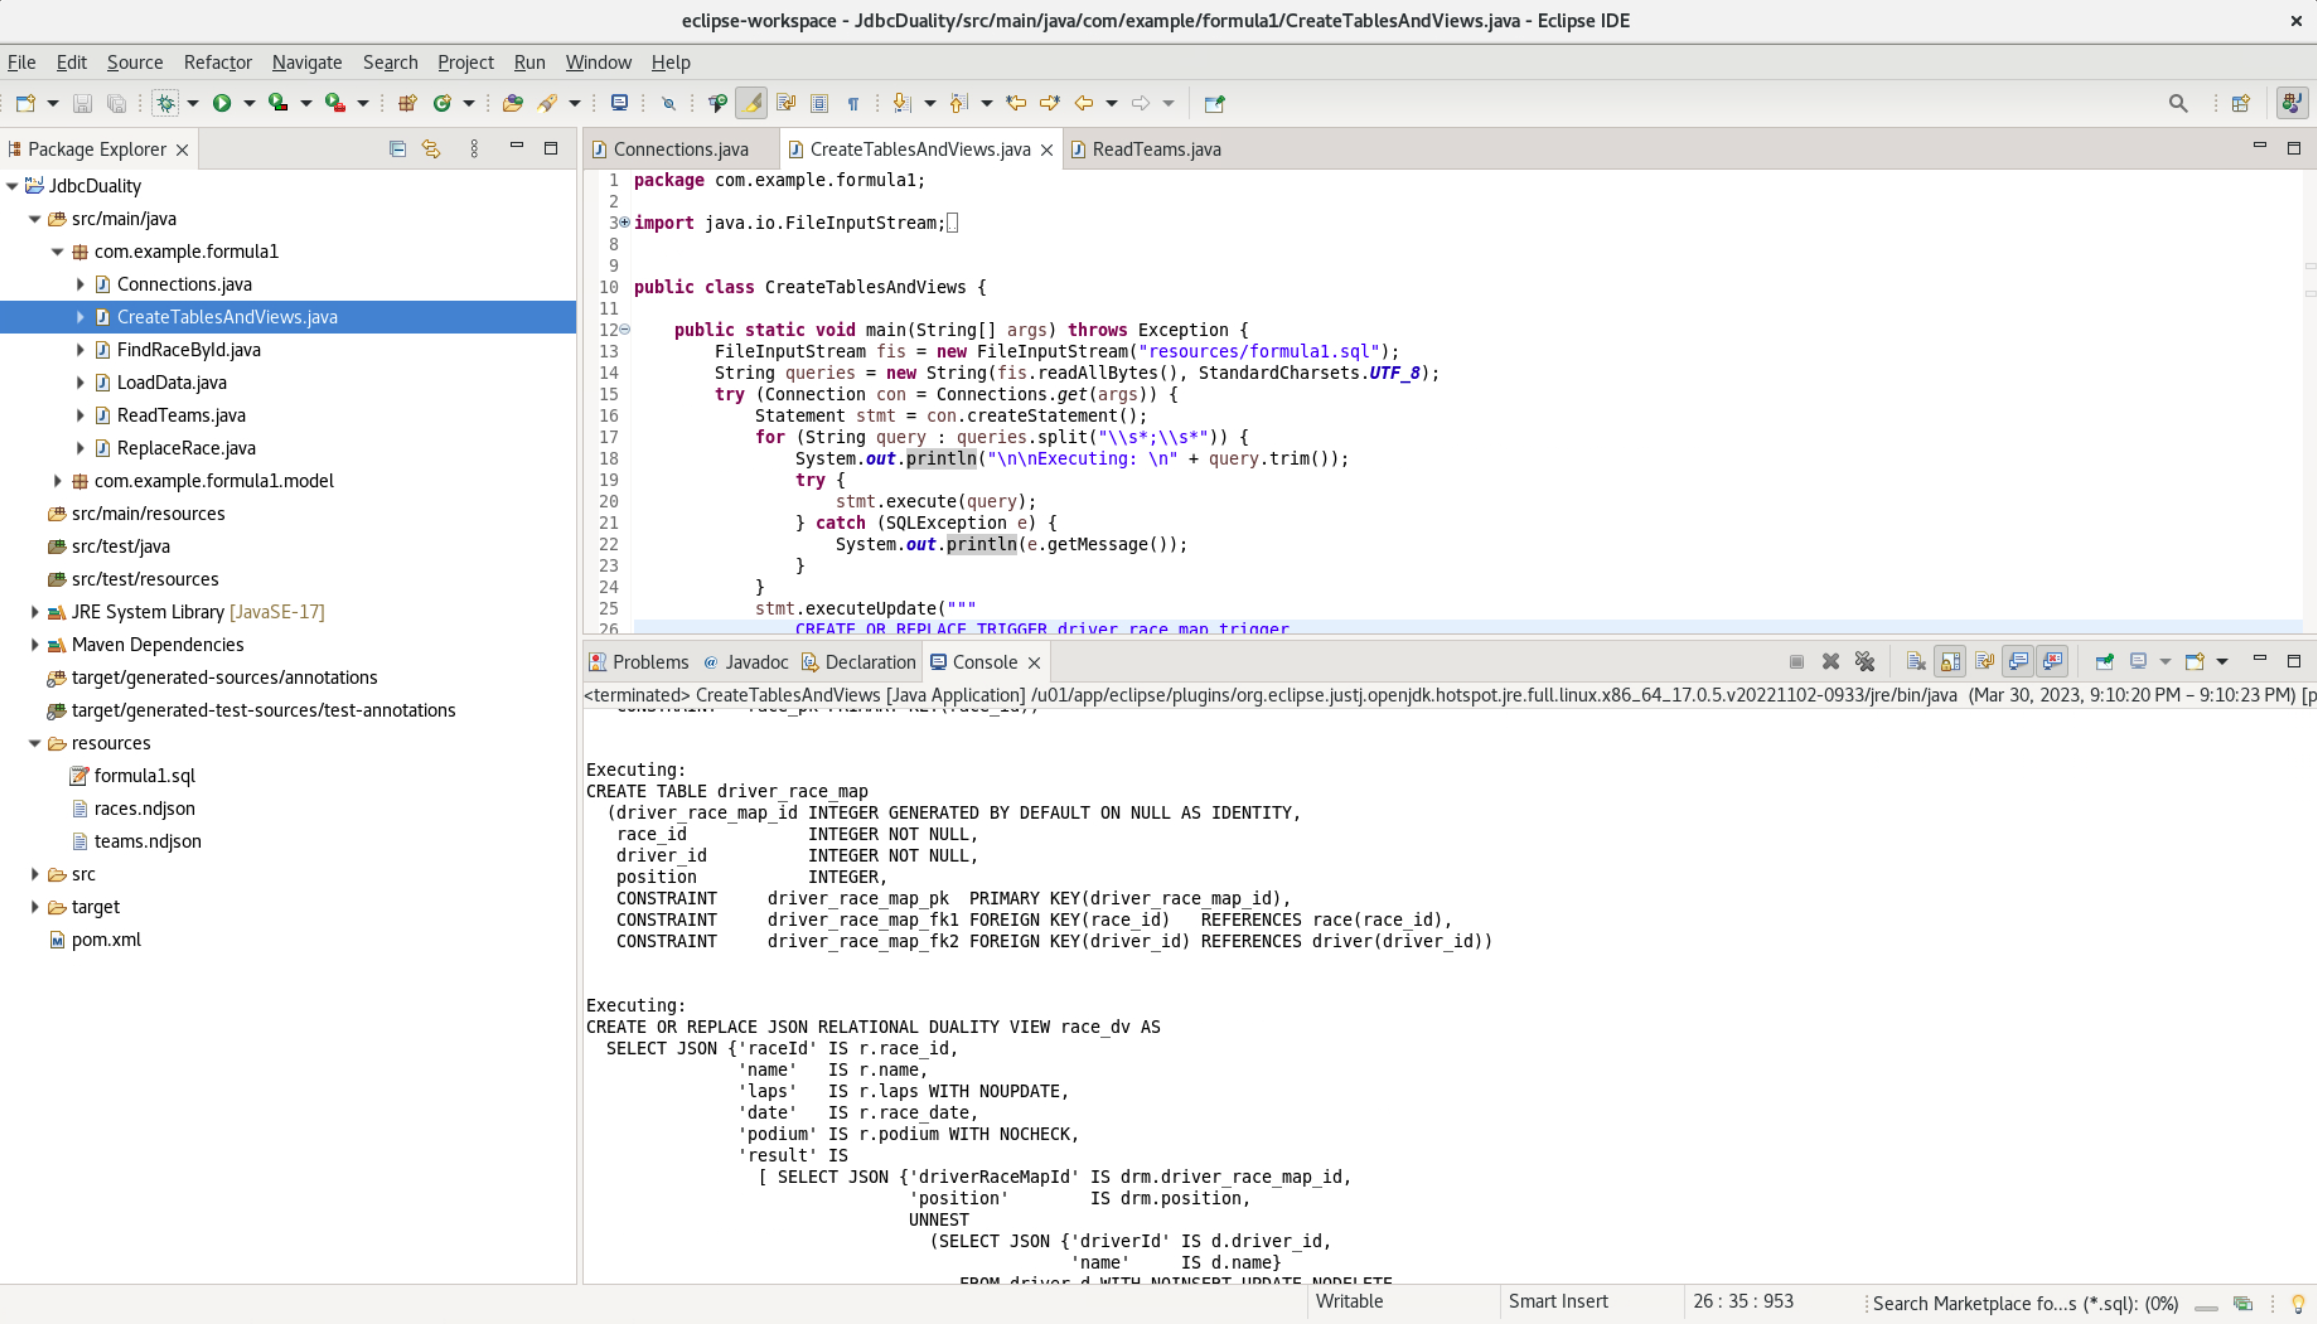 eclipse-workspace - JdbcDuality/src/main/java/com/example/formula1/CreateTablesAndViews.java - Eclipse IDE
File Edit Source Refactor Navigate Search Project Run Window Help
Package Explorer
JdbcDuality
src/main/java
com.example.formula1
Connections.java
CreateTablesAndViews.java
FindRaceById.java
LoadData.java
ReadTeams.java
ReplaceRace.java
com.example.formula1.model
src/main/resources
src/test/java
src/test/resources
JRE System Library [JavaSE-17]
Maven Dependencies
target/generated-sources/annotations
target/generated-test-sources/test-annotations
resources
formula1.sql
races.ndjson
teams.ndjson
src
target
pom.xml
Connections.java CreateTablesAndViews.java ReadTeams.java
1 package com.example.formula1;
2
3 import java.io.FileInputStream;
8
9
10 public class CreateTablesAndViews {
11
12     public static void main(String[] args) throws Exception {
13         FileInputStream fis = new FileInputStream("resources/formula1.sql");
14         String queries = new String(fis.readAllBytes(), StandardCharsets.UTF_8);
15         try (Connection con = Connections.get(args)) {
16             Statement stmt = con.createStatement();
17             for (String query : queries.split("\\s*;\\s*")) {
18                 System.out.println("\n\nExecuting: \n" + query.trim());
19                 try {
20                     stmt.execute(query);
21                 } catch (SQLException e) {
22                     System.out.println(e.getMessage());
23                 }
24             }
25             stmt.executeUpdate("""
26                 CREATE OR REPLACE TRIGGER driver_race_map_trigger
Problems Javadoc Declaration Console
<terminated> CreateTablesAndViews [Java Application] /u01/app/eclipse/plugins/org.eclipse.justj.openjdk.hotspot.jre.full.linux.x86_64_17.0.5.v20221102-0933/jre/bin/java (Mar 30, 2023, 9:10:20 PM – 9:10:23 PM) [p
CONSTRAINT race_pk PRIMARY KEY(race_id))
Executing:
CREATE TABLE driver_race_map
  (driver_race_map_id INTEGER GENERATED BY DEFAULT ON NULL AS IDENTITY,
   race_id            INTEGER NOT NULL,
   driver_id          INTEGER NOT NULL,
   position           INTEGER,
   CONSTRAINT     driver_race_map_pk  PRIMARY KEY(driver_race_map_id),
   CONSTRAINT     driver_race_map_fk1 FOREIGN KEY(race_id)   REFERENCES race(race_id),
   CONSTRAINT     driver_race_map_fk2 FOREIGN KEY(driver_id) REFERENCES driver(driver_id))
Executing:
CREATE OR REPLACE JSON RELATIONAL DUALITY VIEW race_dv AS
  SELECT JSON {'raceId' IS r.race_id,
               'name'   IS r.name,
               'laps'   IS r.laps WITH NOUPDATE,
               'date'   IS r.race_date,
               'podium' IS r.podium WITH NOCHECK,
               'result' IS
                 [ SELECT JSON {'driverRaceMapId' IS drm.driver_race_map_id,
                                'position'        IS drm.position,
                                UNNEST
                                  (SELECT JSON {'driverId' IS d.driver_id,
                                                'name'     IS d.name}
                                     FROM driver d WITH NOINSERT UPDATE NODELETE
Writable Smart Insert 26 : 35 : 953 Search Marketplace fo...s (*.sql): (0%)